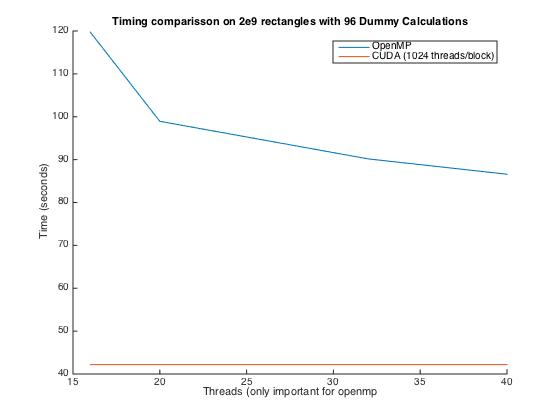 Timing comparisson on 2e9 rectangles with 96 Dummy Calculations
OpenMP
CUDA (1024 threads/block)
120
110
100
90
80
70
60
50
40
Time (seconds)
15 20 25 30 35 40
Threads (only important for openmp